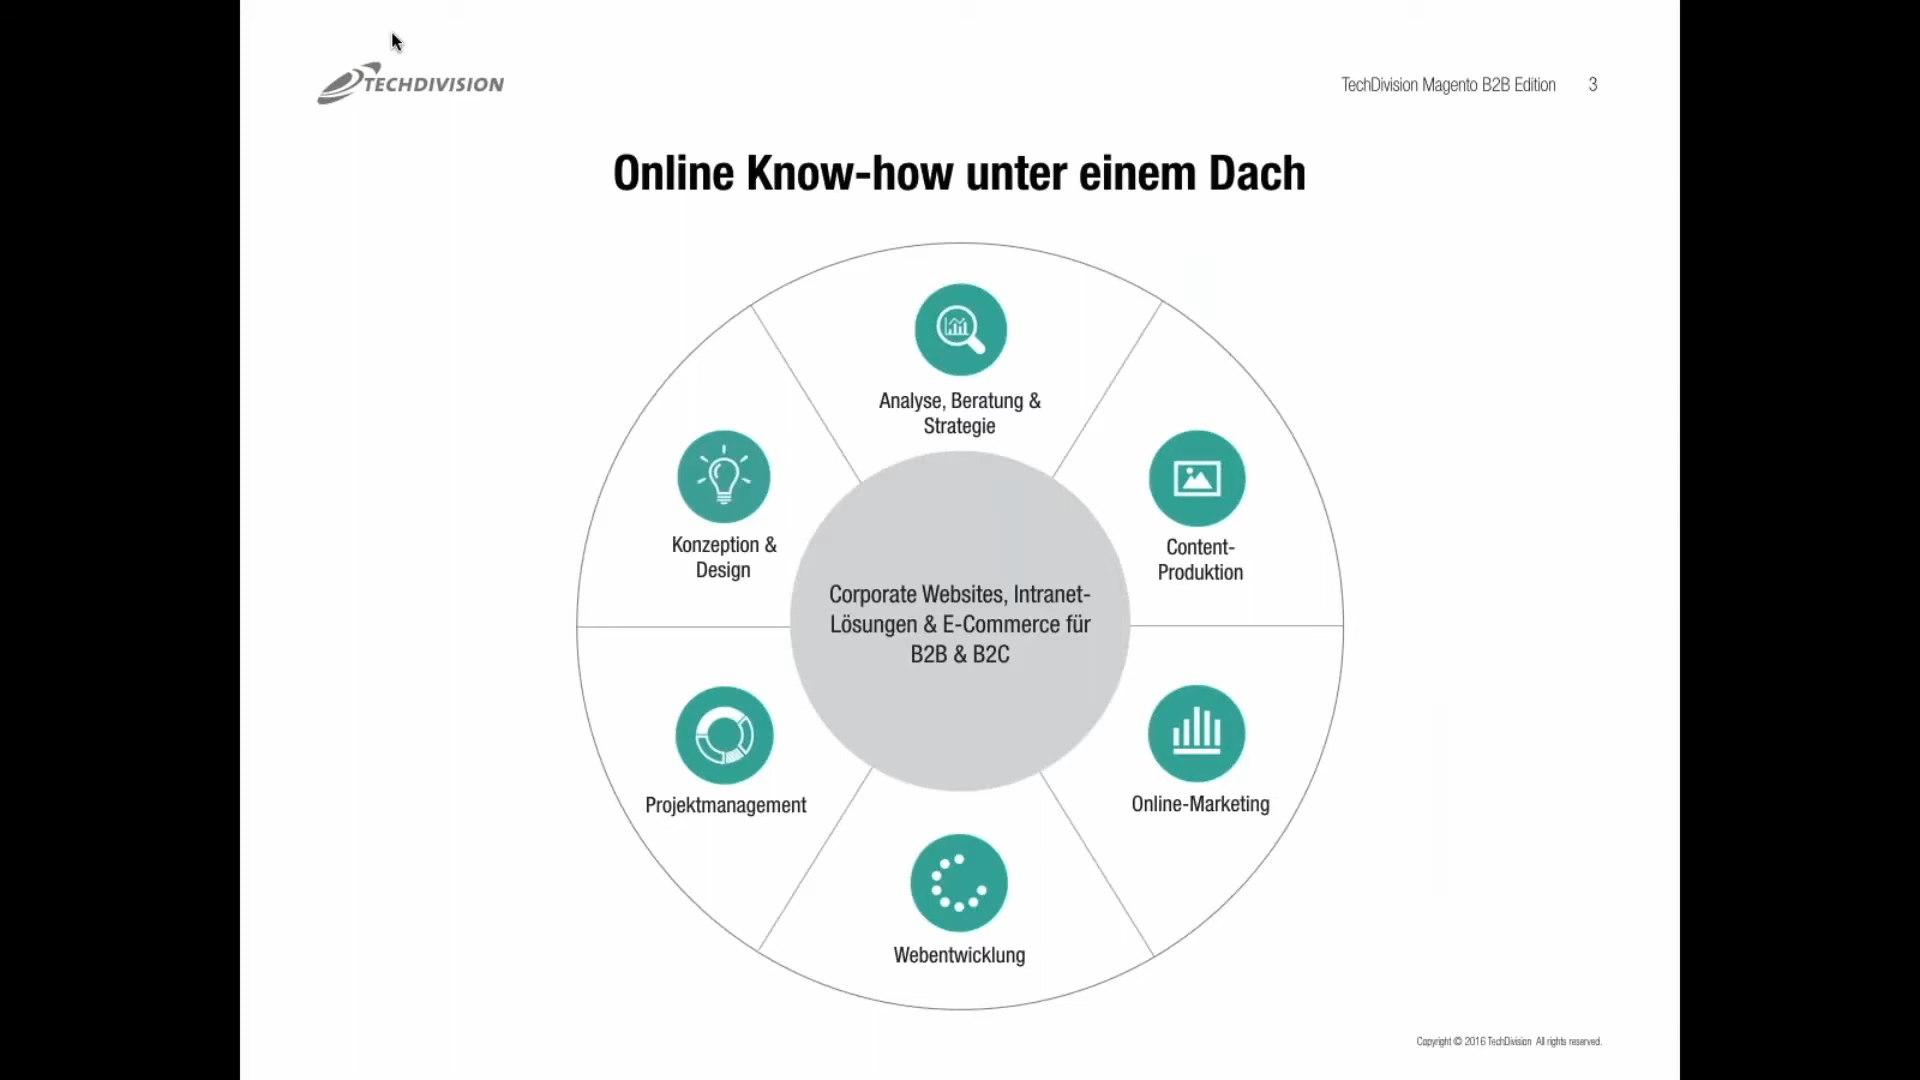 TECHDIVISION
TechDivision Magento B2B Edition 3
Online Know-how unter einem Dach
Analyse, Beratung &
Strategie
Konzeption &
Design
Content-
Produktion
Corporate Websites, Intranet-
Lösungen & E-Commerce für
B2B & B2C
Projektmanagement
Online-Marketing
Webentwicklung
Copyright © 2016 TechDivision All rights reserved.